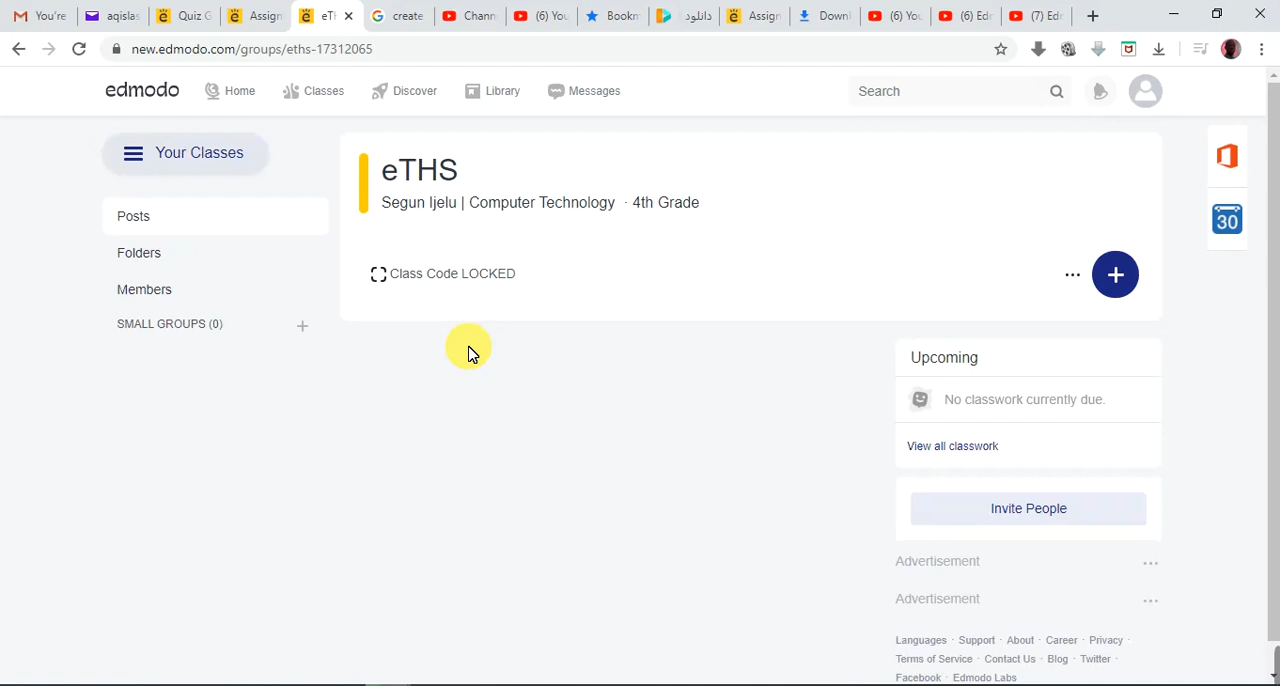 You're
aqislas
Quiz G
Assign
eTH
create
Chann
(6) You
Bookm
دانلود
Assign
Downl
(6) You
(6) Edn
(7) Edn
new.edmodo.com/groups/eths-17312065
edmodo
Home
Classes
Discover
Library
Messages
Search
Your Classes
Posts
Folders
Members
SMALL GROUPS (0)
eTHS
Segun Ijelu | Computer Technology · 4th Grade
Class Code LOCKED
30
Upcoming
No classwork currently due.
View all classwork
Invite People
Advertisement
Advertisement
Languages · Support · About · Career · Privacy ·
Terms of Service · Contact Us · Blog · Twitter ·
Facebook · Edmodo Labs